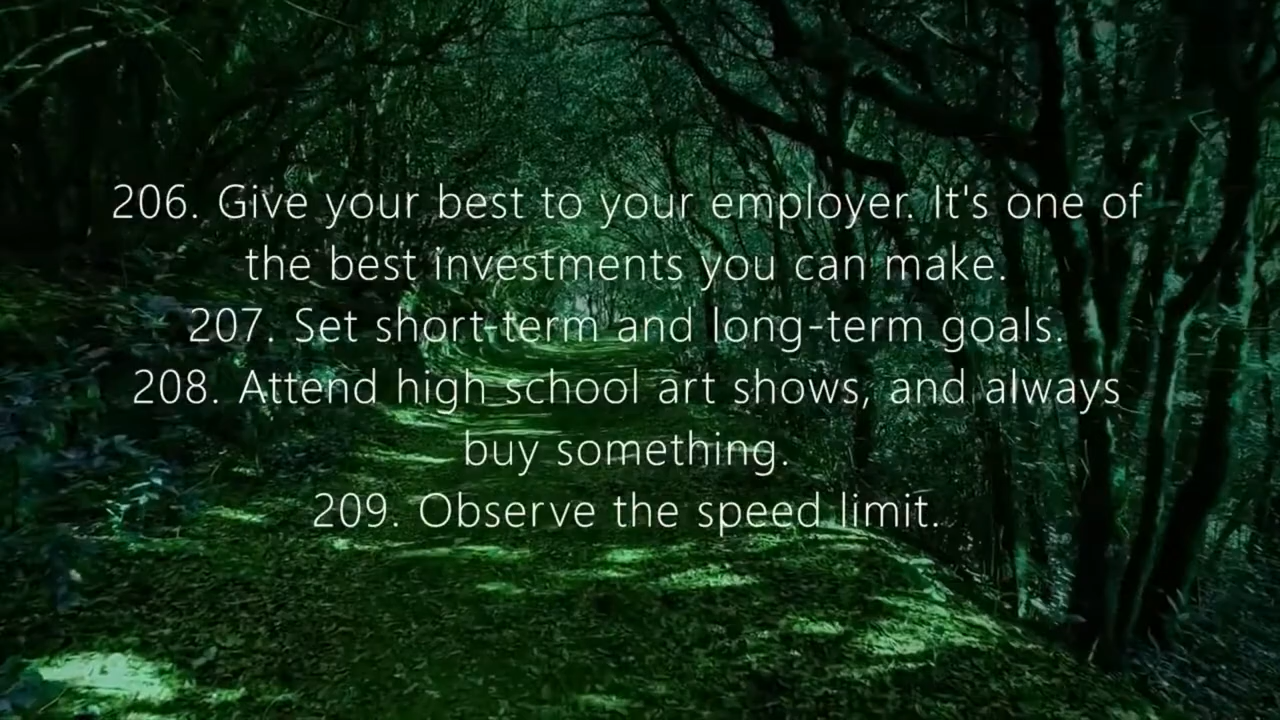 206. Give your best to your employer. It's one of
the best investments you can make.
207. Set short-term and long-term goals.
208. Attend high school art shows, and always
buy something.
209. Observe the speed limit.